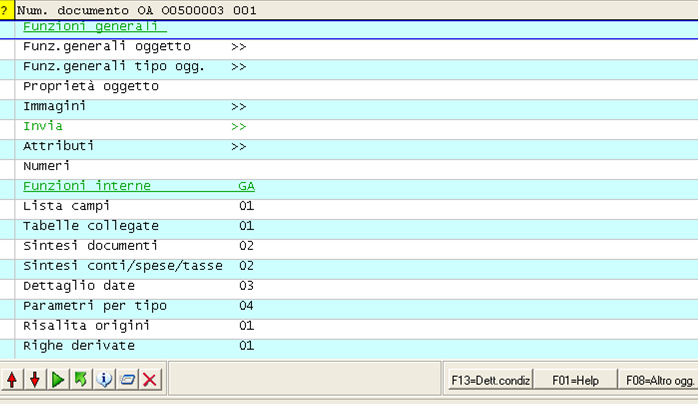 ? Num. documento OA O0500003 001
Funzioni generali
Funz.generali oggetto >>
Funz.generali tipo ogg. >>
Proprietà oggetto
Immagini >>
Invia >>
Attributi >>
Numeri
Funzioni interne GA
Lista campi 01
Tabelle collegate 01
Sintesi documenti 02
Sintesi conti/spese/tasse 02
Dettaglio date 03
Parametri per tipo 04
Risalita origini 01
Righe derivate 01
F13=Dett.condiz F01=Help F08=Altro ogg.